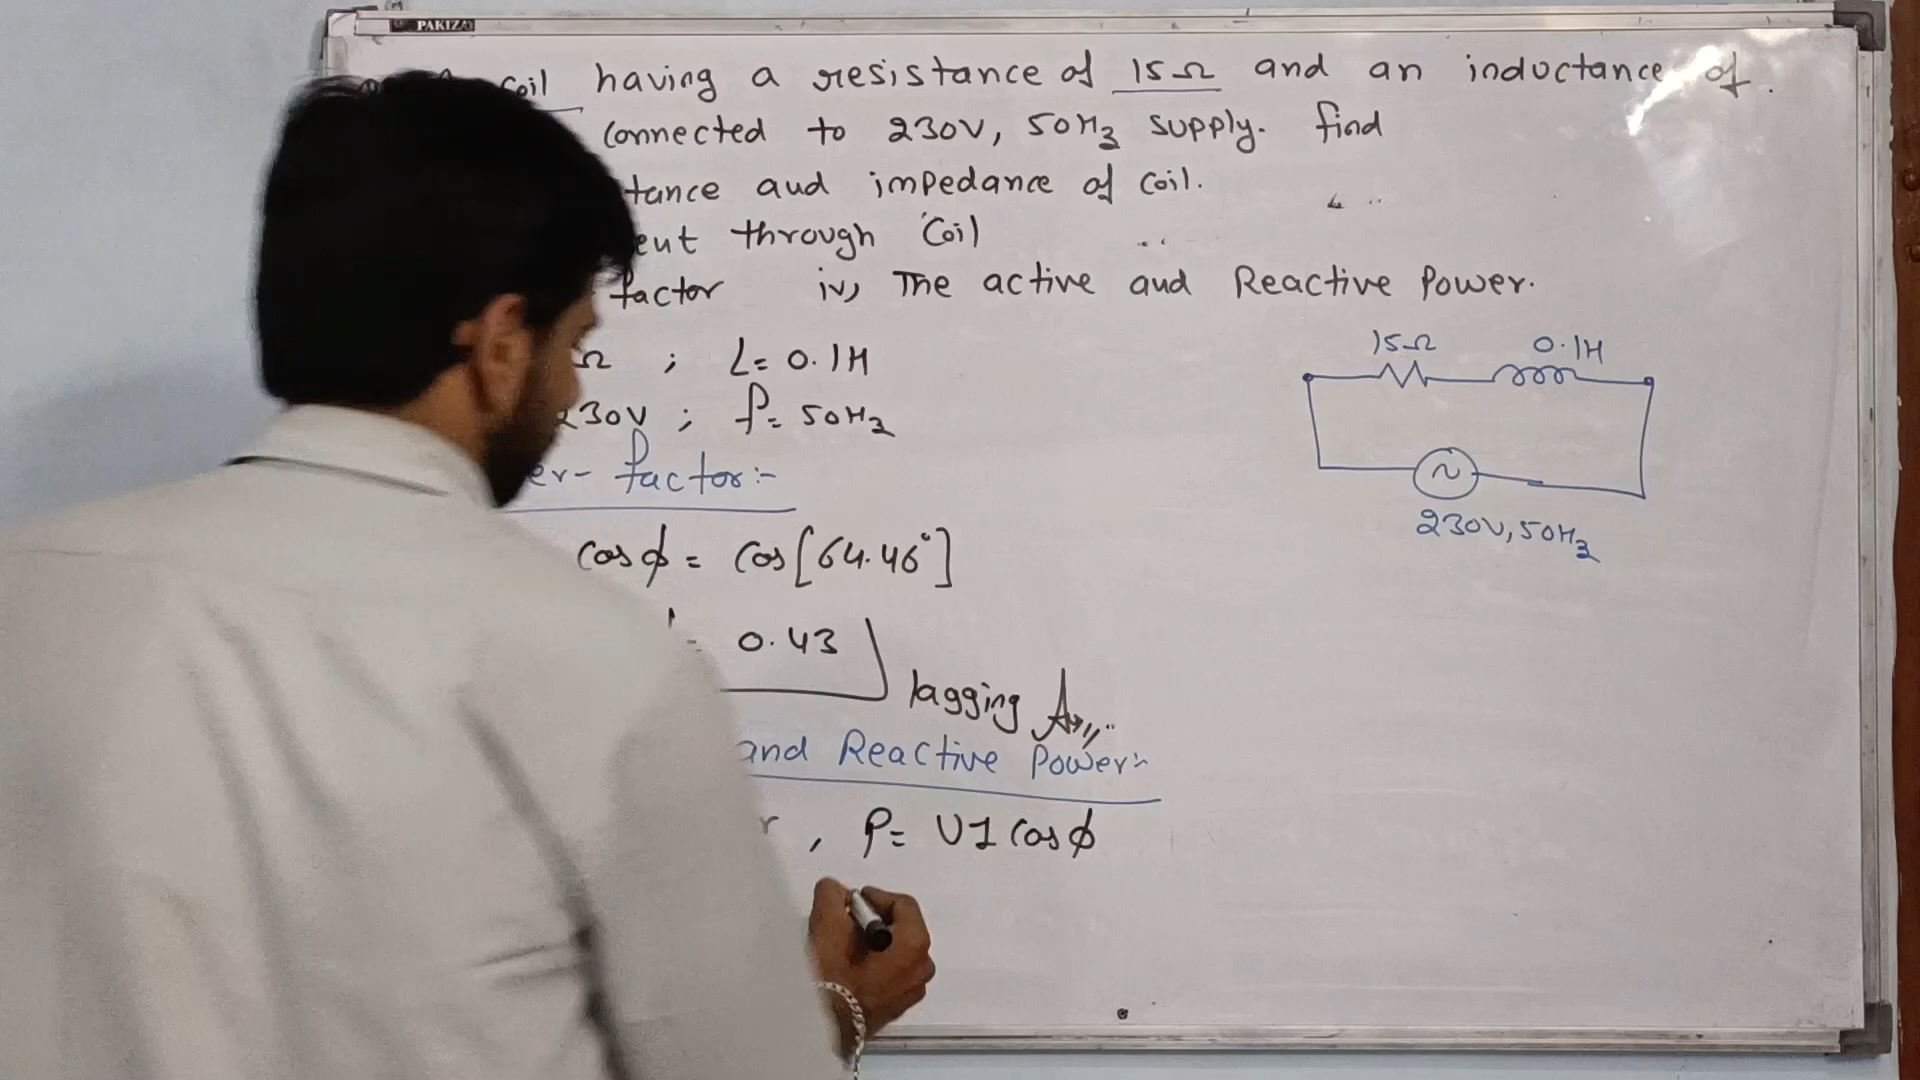 PAKIZA
coil having a resistance of 15Ω and an inductance of
connected to 230V, 50Hz supply. find
tance and impedance of coil.
ent through coil
factor iv) The active and Reactive Power.
Ω ; L= 0.1H
230V ; f= 50Hz
er- factor:-
cosϕ = cos[64.46°]
= 0.43
lagging
and Reactive Power:-
r , P= VI cosϕ
15Ω 0.1H
230V, 50Hz